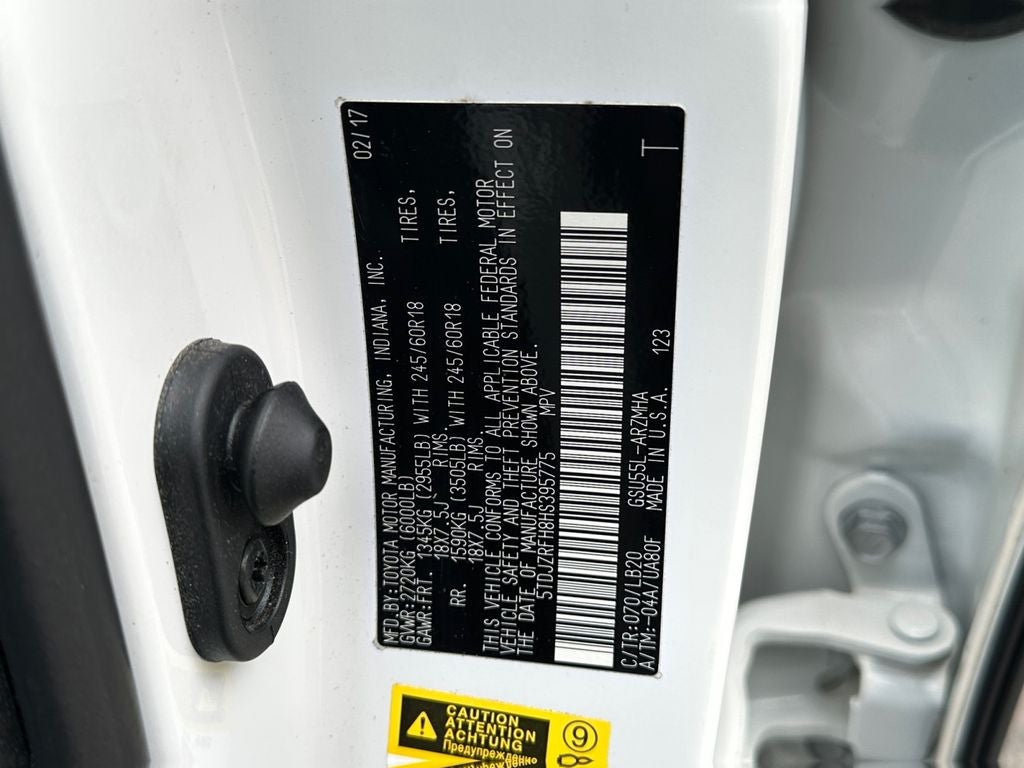 MFD.BY:TOYOTA MOTOR MANUFACTURING, INDIANA, INC. 02/17
GVWR:2720KG (6000LB)
GAWR:FRT. 1345KG (2955LB) WITH 245/60R18 TIRES,
18X7.5J RIMS.
RR. 1590KG (3505LB) WITH 245/60R18 TIRES,
18X7.5J RIMS.
THIS VEHICLE CONFORMS TO ALL APPLICABLE FEDERAL MOTOR
VEHICLE SAFETY AND THEFT PREVENTION STANDARDS IN EFFECT ON
THE DATE OF MANUFACTURE SHOWN ABOVE.
5TDJZRFH8HS395775 MPV
C/TR:070/LB20 GSU55L-ARZMHA
A/TM:-04A/UA80F MADE IN U.S.A. 123 T
CAUTION
ATTENTION
ACHTUNG
Предупреждение
9